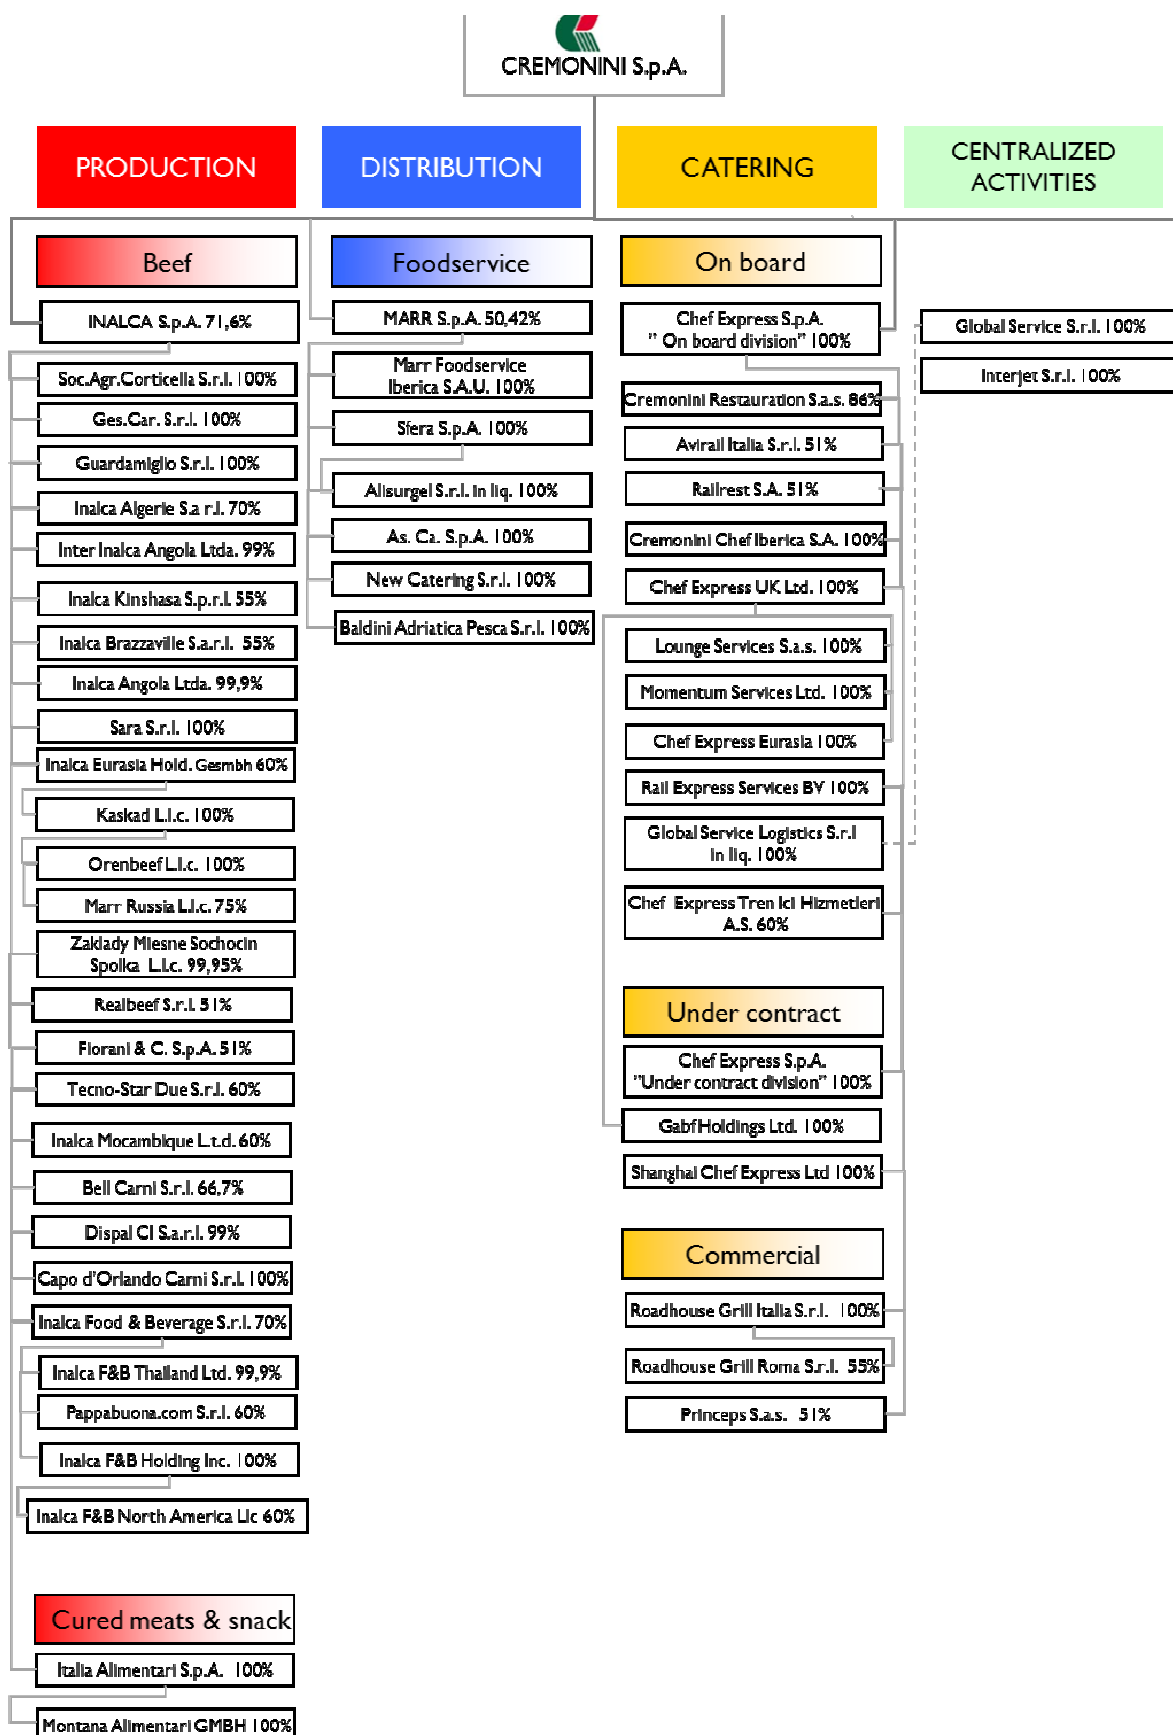 CREMONINI S.p.A.
PRODUCTION
DISTRIBUTION
CATERING
CENTRALIZED
ACTIVITIES
Beef
INALCA S.p.A. 71,6%
Soc.Agr.Corticella S.r.l. 100%
Ges.Car. S.r.l. 100%
Guardamiglio S.r.l. 100%
Inalca Algerie S.a r.l. 70%
Inter Inalca Angola Ltda. 99%
Inalca Kinshasa S.p.r.l. 55%
Inalca Brazzaville S.a.r.l. 55%
Inalca Angola Ltda. 99,9%
Sara S.r.l. 100%
Inalca Eurasia Hold. Gesmbh 60%
Kaskad L.l.c. 100%
Orenbeef L.l.c. 100%
Marr Russia L.l.c. 75%
Zaklady Miesne Sochocin
Spolka L.l.c. 99,95%
Realbeef S.r.l. 51%
Fiorani & C. S.p.A. 51%
Tecno-Star Due S.r.l. 60%
Inalca Mocambique L.t.d. 60%
Bell Carni S.r.l. 66,7%
Dispal CI S.a.r.l. 99%
Capo d'Orlando Carni S.r.l. 100%
Inalca Food & Beverage S.r.l. 70%
Inalca F&B Thailand Ltd. 99,9%
Pappabuona.com S.r.l. 60%
Inalca F&B Holding Inc. 100%
Inalca F&B North America Llc 60%
Cured meats & snack
Italia Alimentari S.p.A. 100%
Montana Alimentari GMBH 100%
Foodservice
MARR S.p.A. 50,42%
Marr Foodservice
Iberica S.A.U. 100%
Sfera S.p.A. 100%
Alisurgel S.r.l. in liq. 100%
As. Ca. S.p.A. 100%
New Catering S.r.l. 100%
Baldini Adriatica Pesca S.r.l. 100%
On board
Chef Express S.p.A.
" On board division" 100%
Cremonini Restauration S.a.s. 86%
Avirail Italia S.r.l. 51%
Railrest S.A. 51%
Cremonini Chef Iberica S.A. 100%
Chef Express UK Ltd. 100%
Lounge Services S.a.s. 100%
Momentum Services Ltd. 100%
Chef Express Eurasia 100%
Rail Express Services BV 100%
Global Service Logistics S.r.l
in liq. 100%
Chef Express Tren Ici Hizmetleri
A.S. 60%
Under contract
Chef Express S.p.A.
"Under contract division" 100%
Gabf Holdings Ltd. 100%
Shanghai Chef Express Ltd 100%
Commercial
Roadhouse Grill Italia S.r.l. 100%
Roadhouse Grill Roma S.r.l. 55%
Princeps S.a.s. 51%
Global Service S.r.l. 100%
Interjet S.r.l. 100%